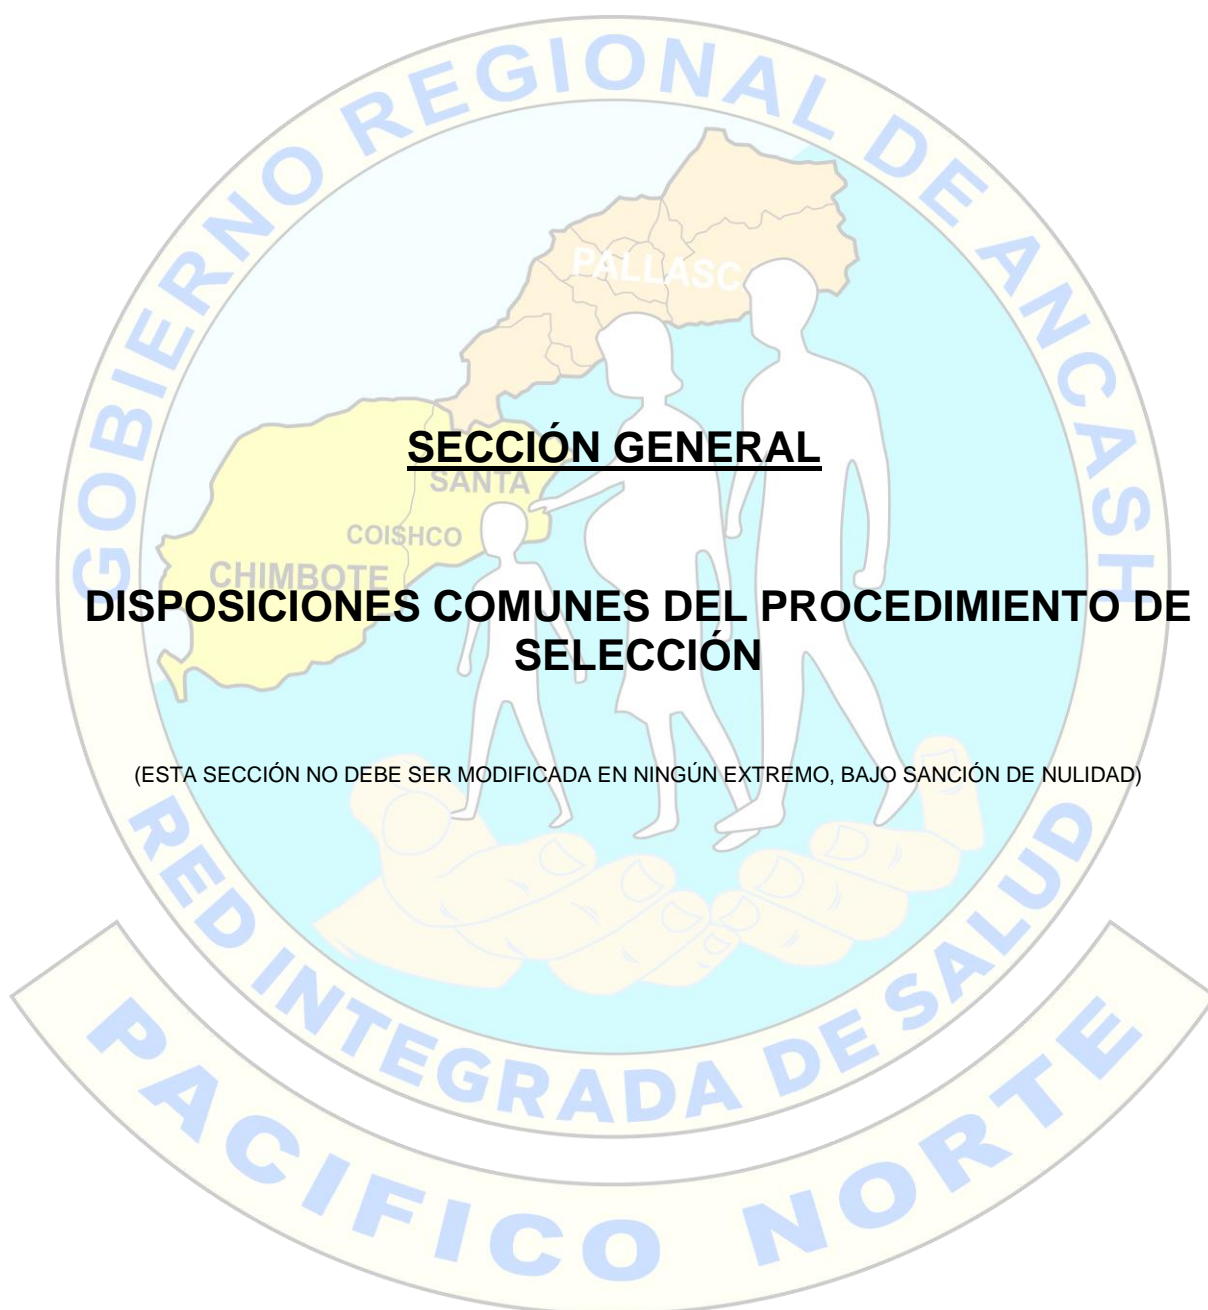 GOBIERNO REGIONAL DE ANCASH
PALLASC
SECCIÓN GENERAL
SANTA
COISHCO
CHIMBOTE
DISPOSICIONES COMUNES DEL PROCEDIMIENTO DE
SELECCIÓN
(ESTA SECCIÓN NO DEBE SER MODIFICADA EN NINGÚN EXTREMO, BAJO SANCIÓN DE NULIDAD)
RED INTEGRADA DE SALUD
PACIFICO NORTE